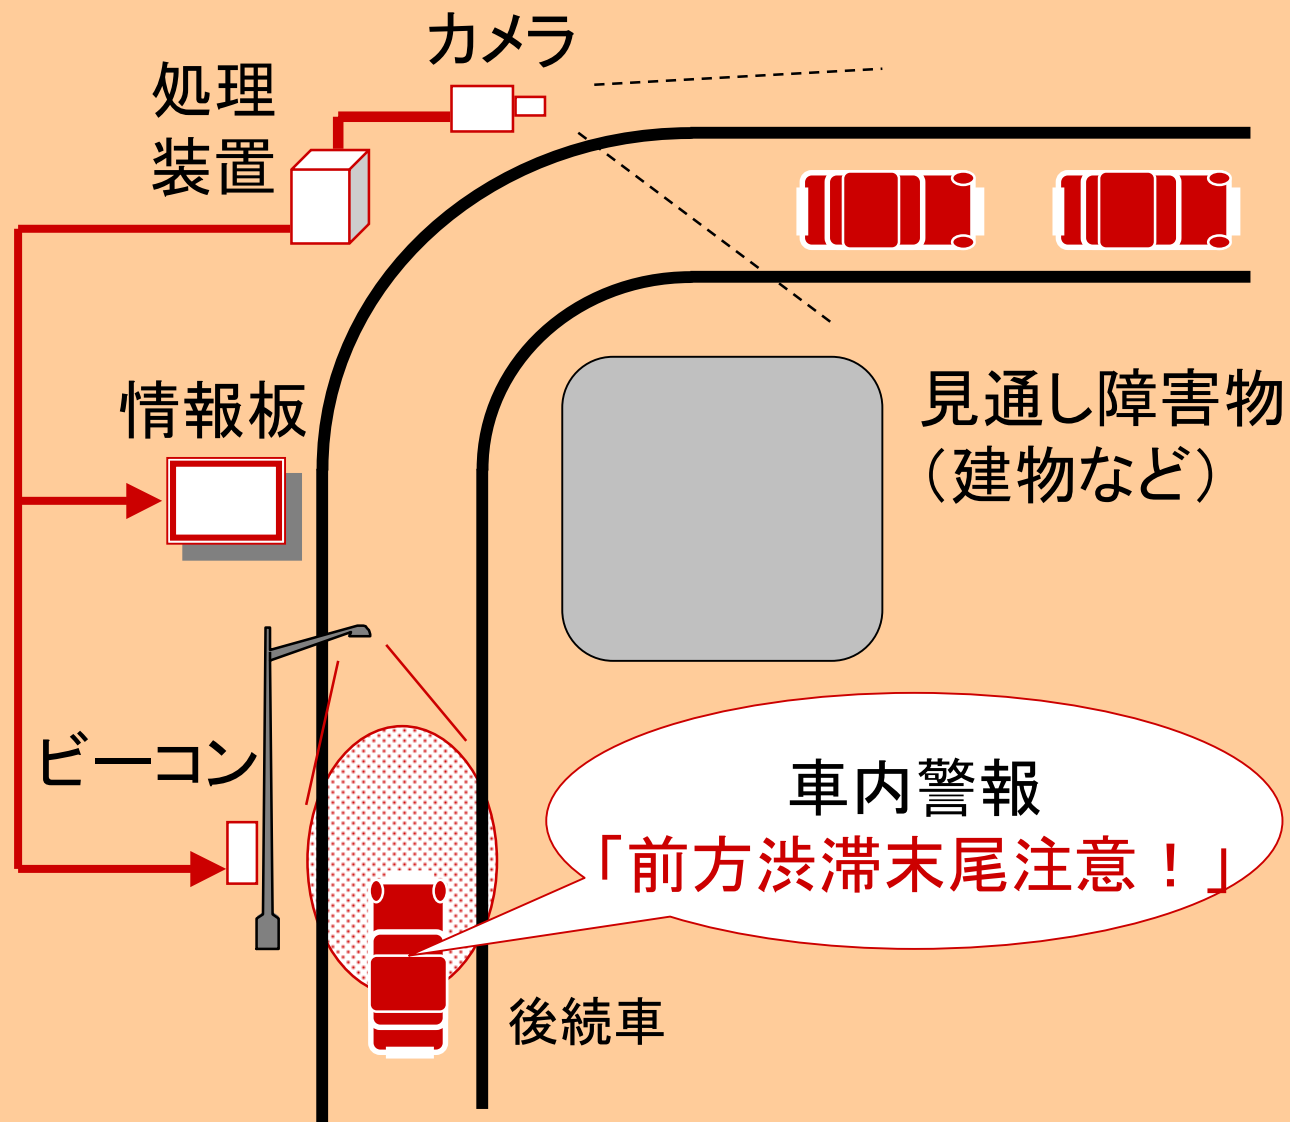 カメラ
処理
装置
情報板
見通し障害物
（建物など）
ビーコン
車内警報
「前方渋滞末尾注意！」
後続車